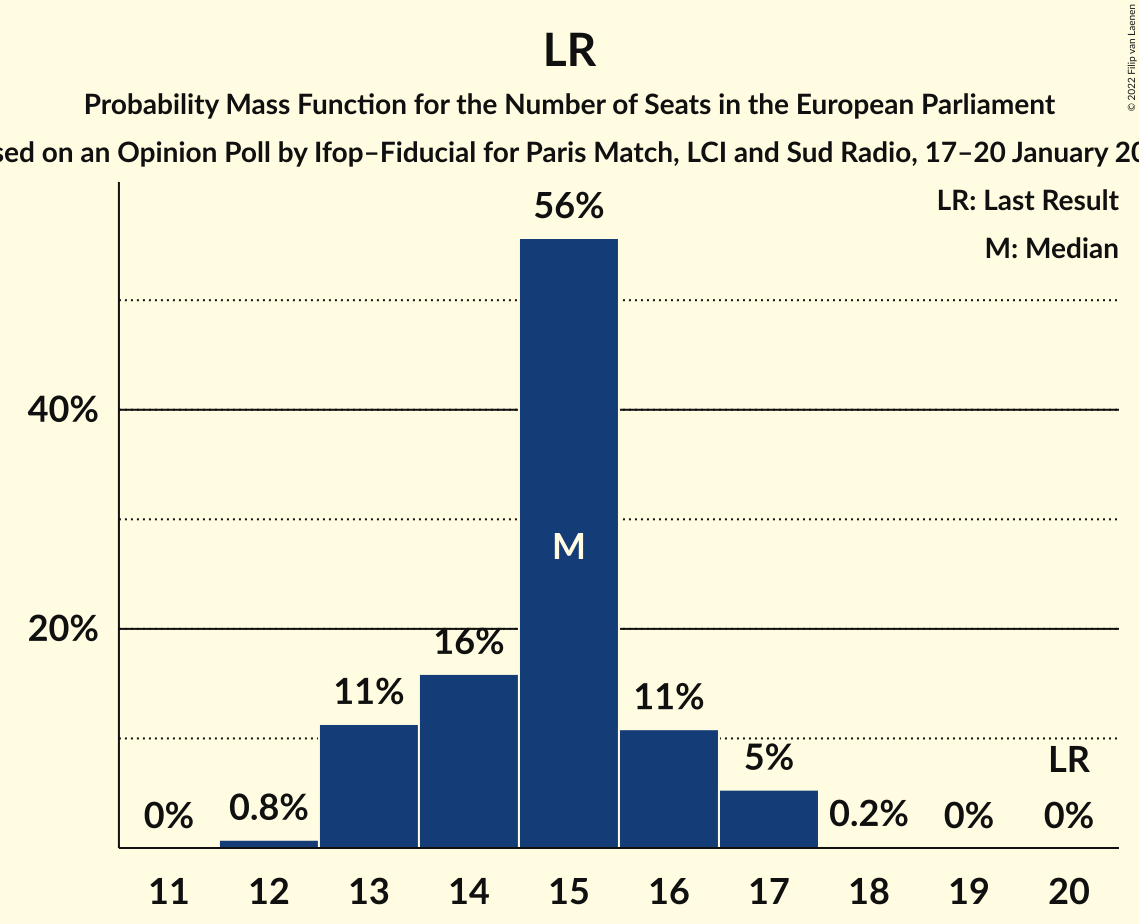 LR
Probability Mass Function for the Number of Seats in the European Parliament
sed on an Opinion Poll by Ifop–Fiducial for Paris Match, LCI and Sud Radio, 17–20 January 20
© 2022 Filip van Laenen
LR: Last Result
M: Median
56%
40%
M
20%
16%
11%
11%
5%
LR
0%
0.8%
0.2%
0%
0%
11 12 13 14 15 16 17 18 19 20